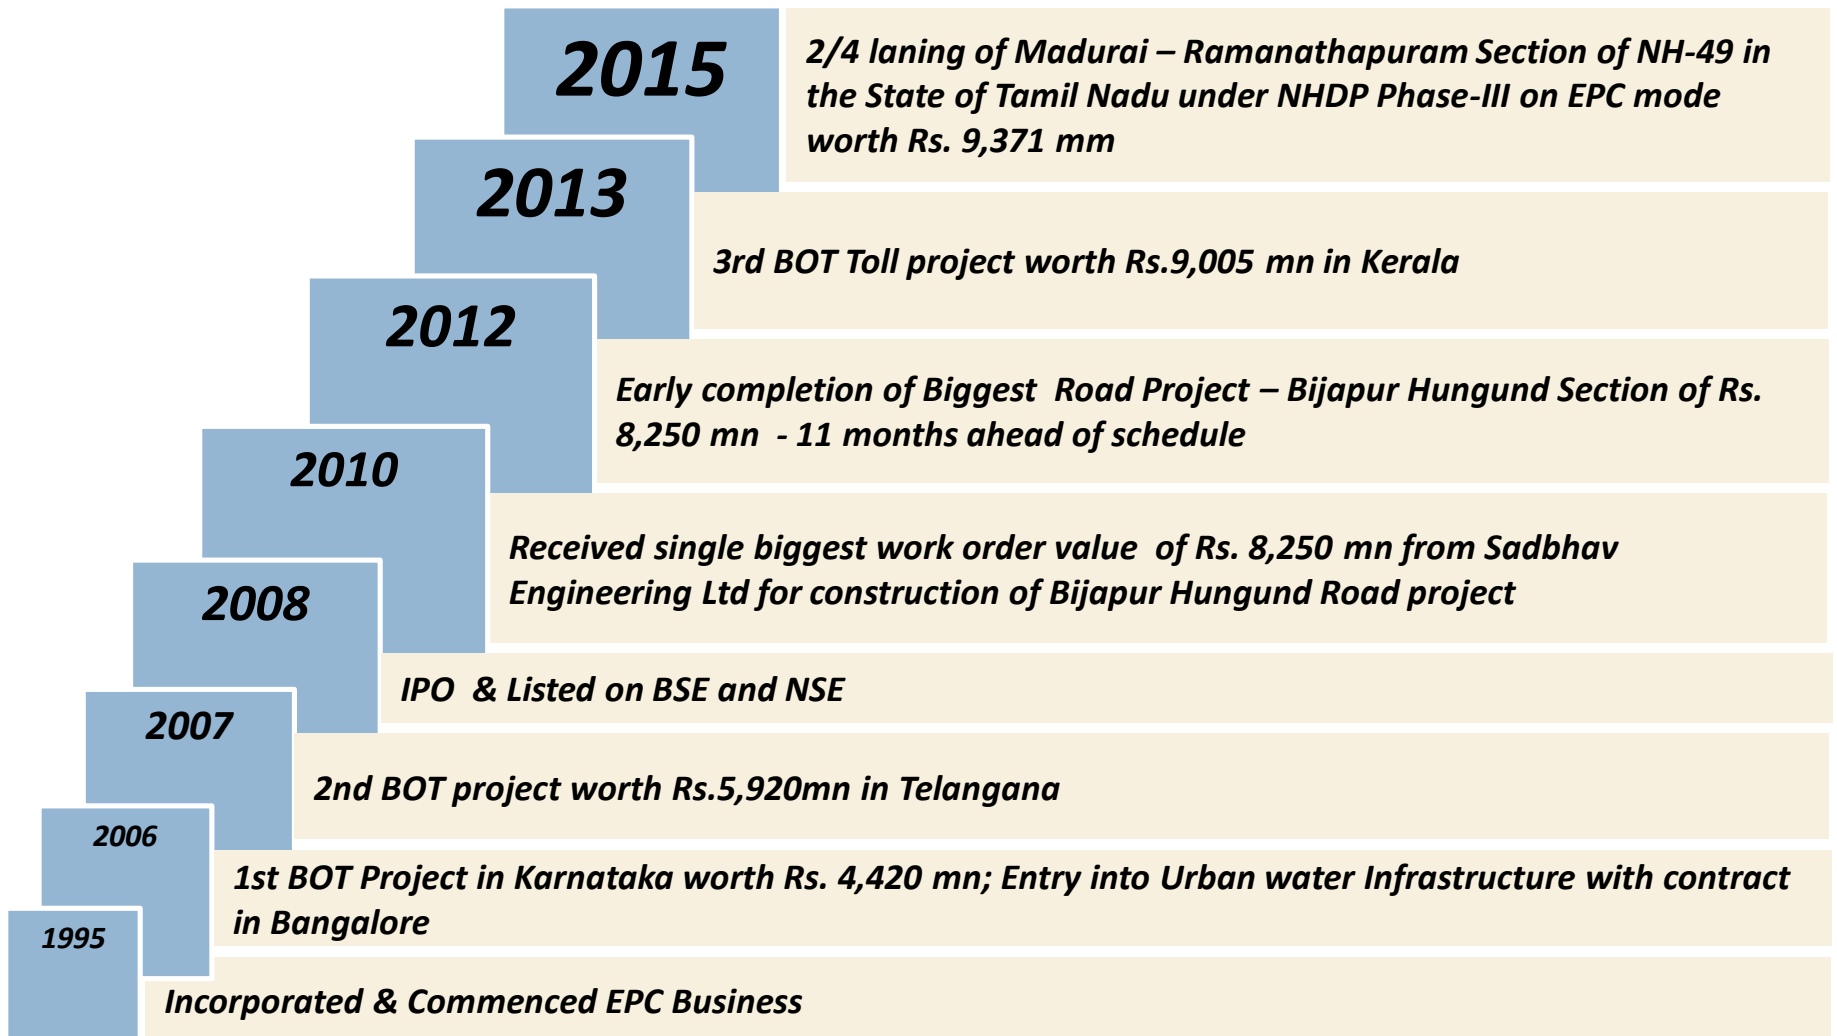 2015
2/4 laning of Madurai – Ramanathapuram Section of NH-49 in
the State of Tamil Nadu under NHDP Phase-III on EPC mode
worth Rs. 9,371 mm
2013
3rd BOT Toll project worth Rs.9,005 mn in Kerala
2012
Early completion of Biggest Road Project – Bijapur Hungund Section of Rs.
8,250 mn - 11 months ahead of schedule
2010
Received single biggest work order value of Rs. 8,250 mn from Sadbhav
Engineering Ltd for construction of Bijapur Hungund Road project
2008
IPO & Listed on BSE and NSE
2007
2nd BOT project worth Rs.5,920mn in Telangana
2006
1st BOT Project in Karnataka worth Rs. 4,420 mn; Entry into Urban water Infrastructure with contract
in Bangalore
1995
Incorporated & Commenced EPC Business